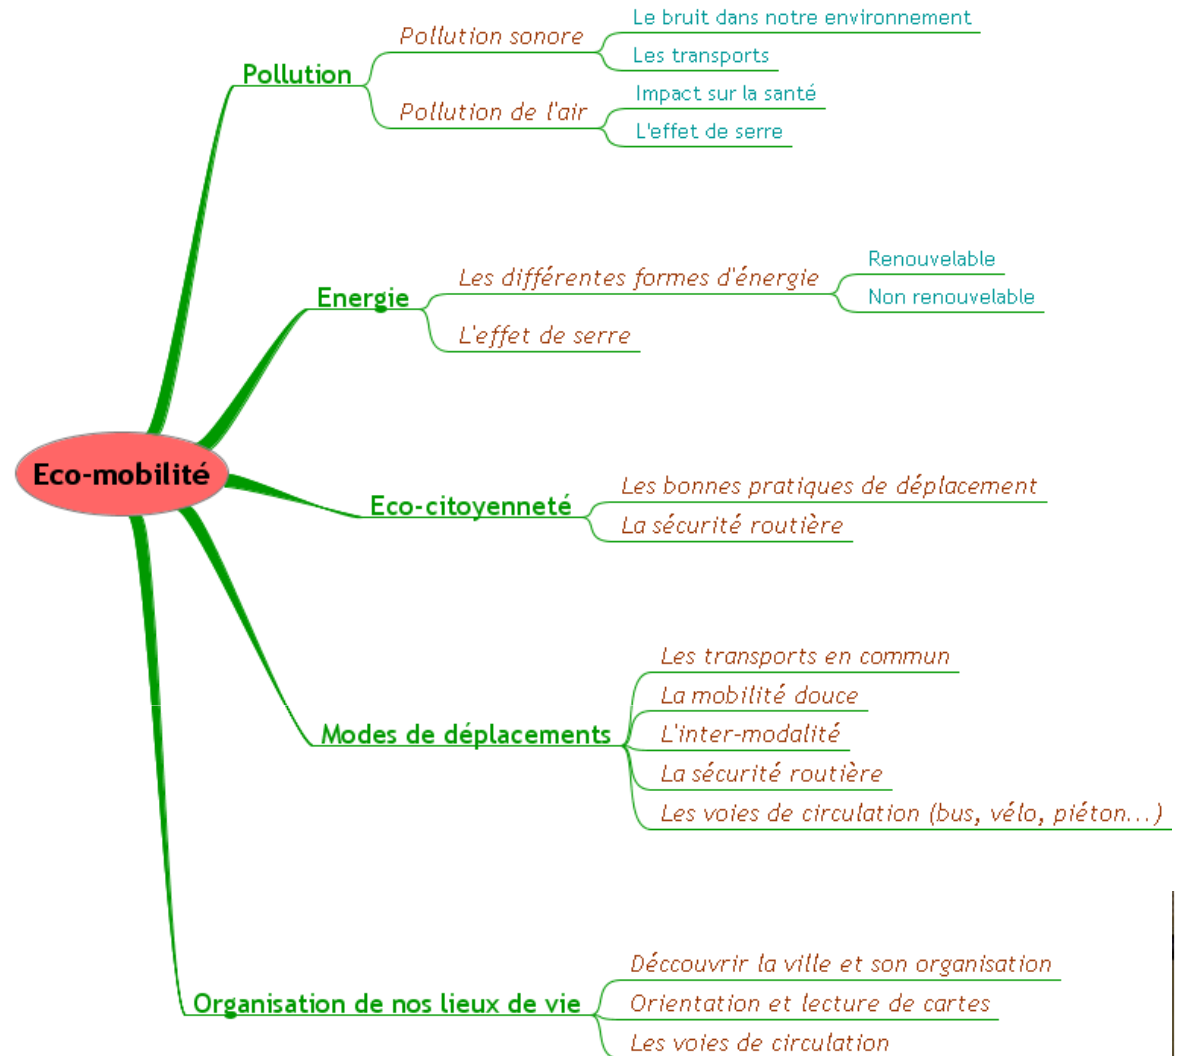 Eco-mobilité
Pollution
Pollution sonore
Le bruit dans notre environnement
Les transports
Pollution de l'air
Impact sur la santé
L'effet de serre
Energie
Les différentes formes d'énergie
Renouvelable
Non renouvelable
L'effet de serre
Eco-citoyenneté
Les bonnes pratiques de déplacement
La sécurité routière
Modes de déplacements
Les transports en commun
La mobilité douce
L'inter-modalité
La sécurité routière
Les voies de circulation (bus, vélo, piéton...)
Organisation de nos lieux de vie
Déccouvrir la ville et son organisation
Orientation et lecture de cartes
Les voies de circulation